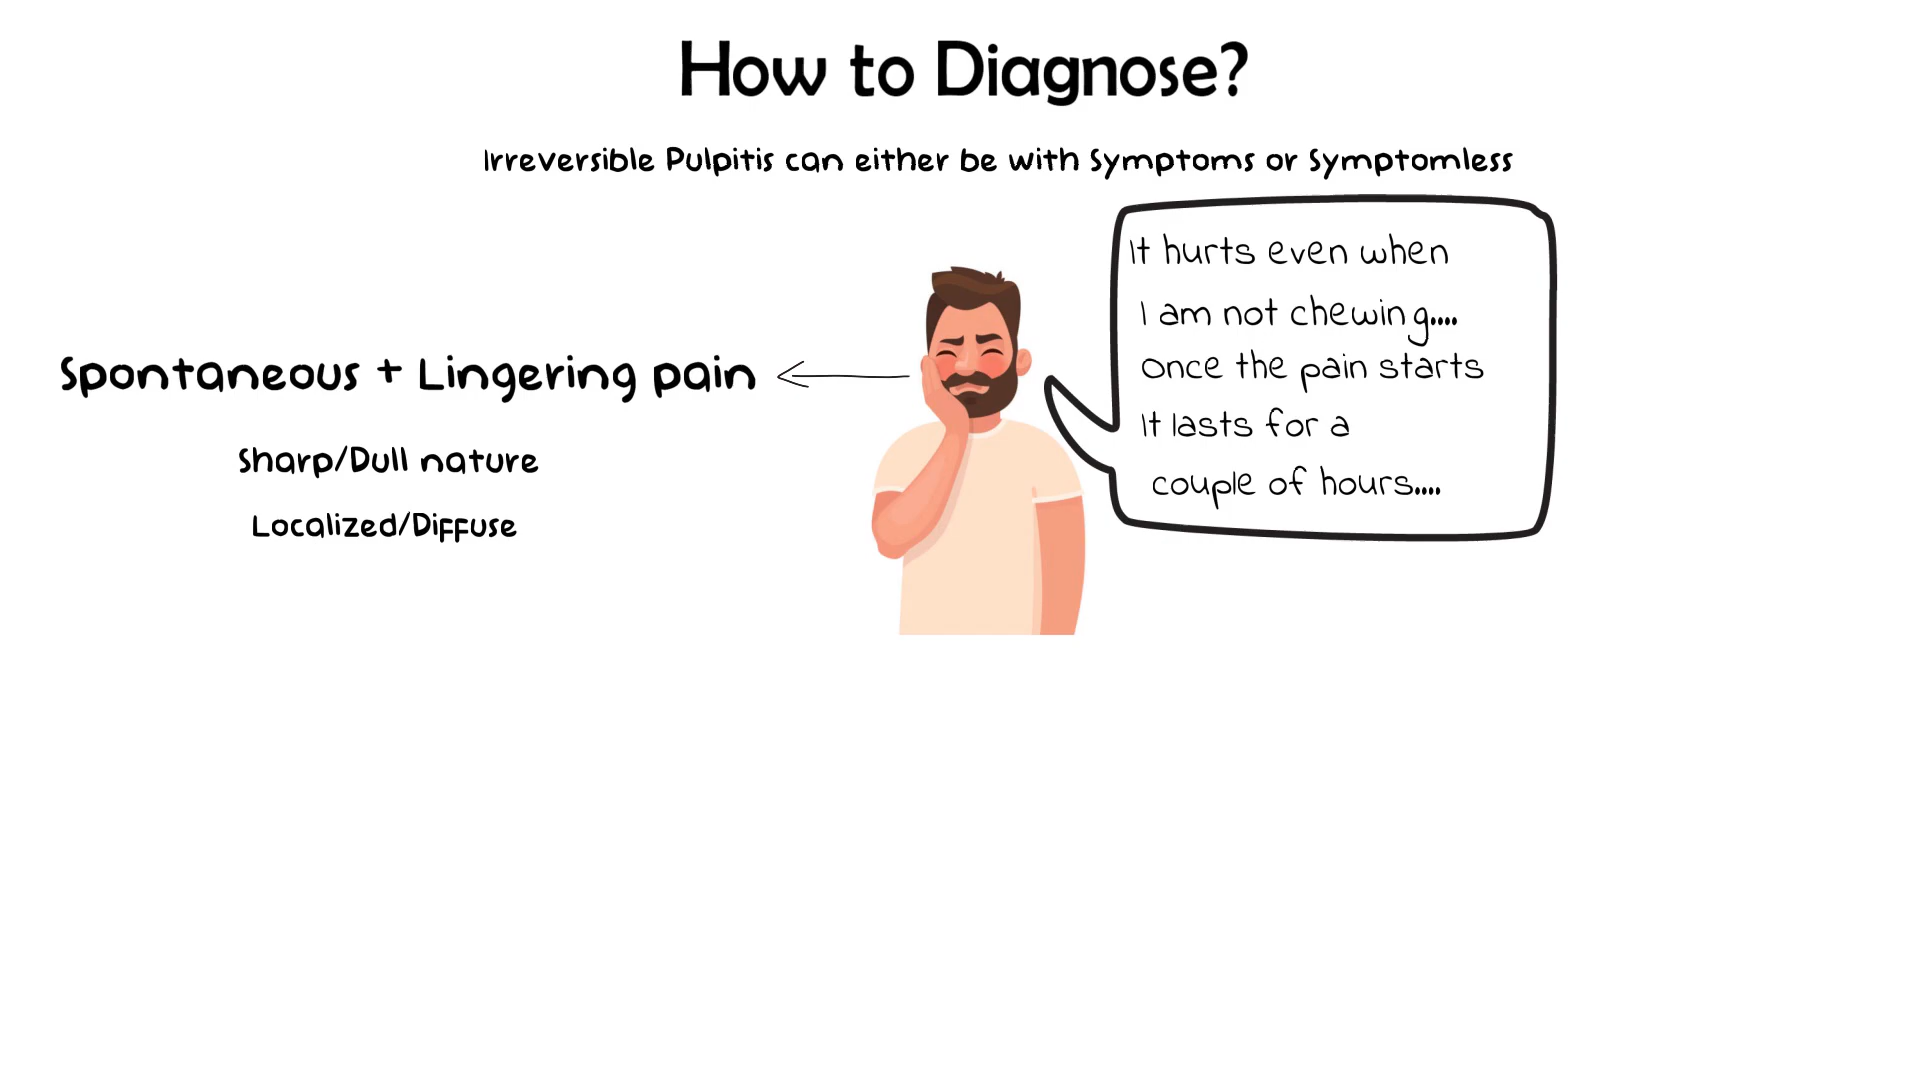 How to Diagnose?
Irreversible Pulpitis can either be with Symptoms or Symptomless
It hurts even when
I am not chewing....
Once the pain starts
It lasts for a
couple of hours....
Spontaneous + Lingering pain
Sharp/Dull nature
Localized/Diffuse